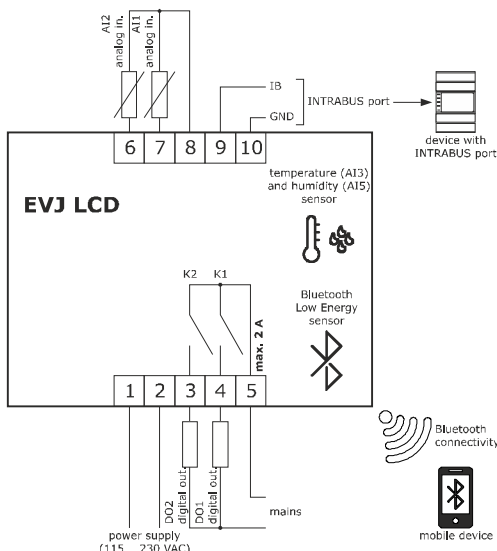 AI2
analog in.
AI1
analog in.
IB
GND
INTRABUS port
device with
INTRABUS port
6 7 8 9 10
EVJ LCD
temperature (AI3)
and humidity (AI5)
sensor
K2 K1
max. 2 A
Bluetooth
Low Energy
sensor
1 2 3 4 5
DO2
digital out.
DO1
digital out.
mains
Bluetooth
connectivity
mobile device
power supply
(115... 230 VAC)